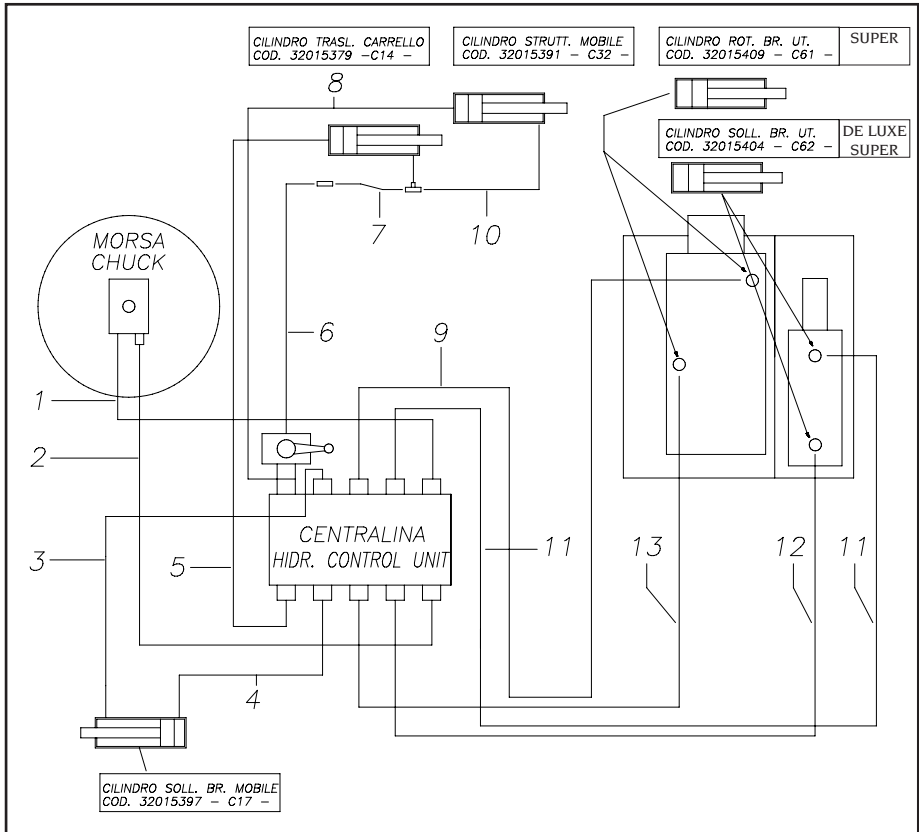 CILINDRO TRASL. CARRELLO
COD. 32015379 -C14 -
CILINDRO STRUTT. MOBILE
COD. 32015391 - C32 -
CILINDRO ROT. BR. UT.
COD. 32015409 - C61 -
SUPER
8
CILINDRO SOLL. BR. UT.
COD. 32015404 - C62 -
DE LUXE
SUPER
7
10
MORSA
CHUCK
6
9
1
2
3
5
CENTRALINA
HIDR. CONTROL UNIT
11
13
12
11
4
CILINDRO SOLL. BR. MOBILE
COD. 32015397 - C17 -